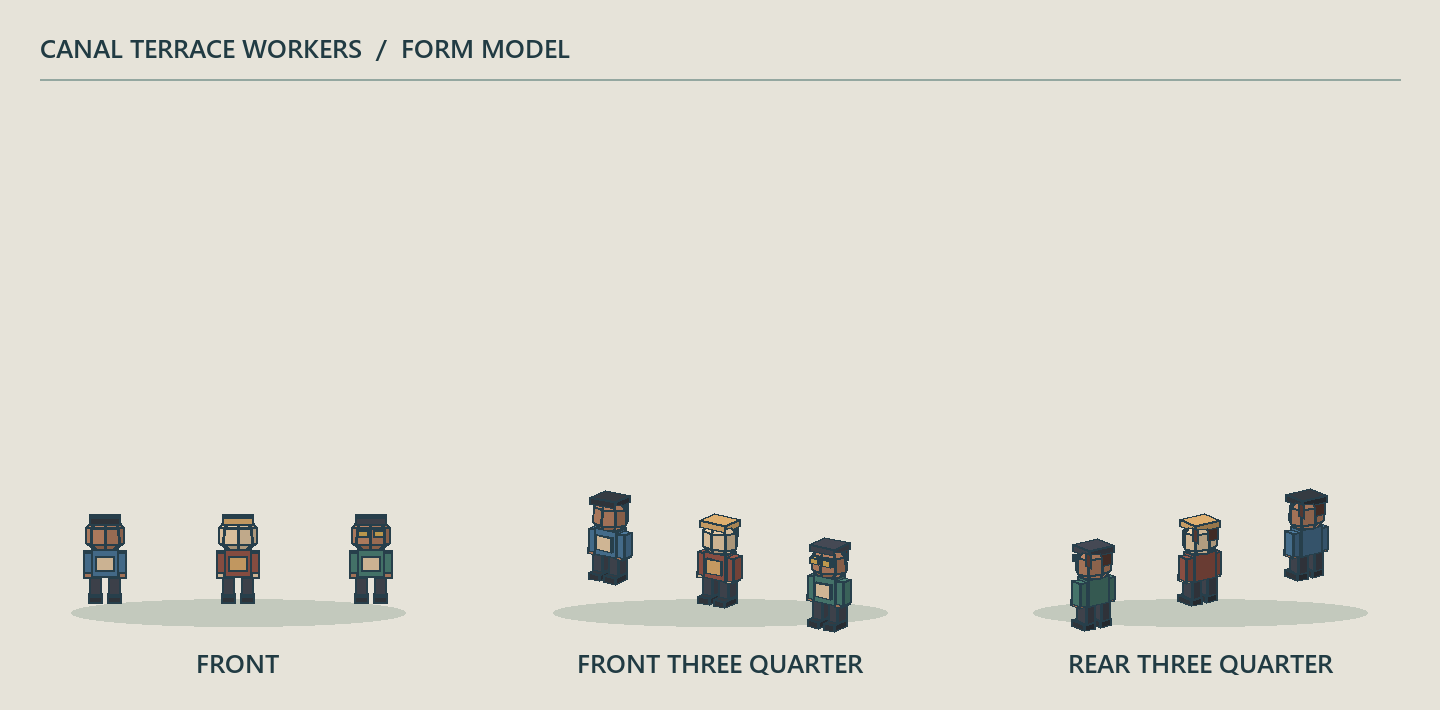 CANAL TERRACE WORKERS / FORM MODEL
FRONT
FRONT THREE QUARTER
REAR THREE QUARTER